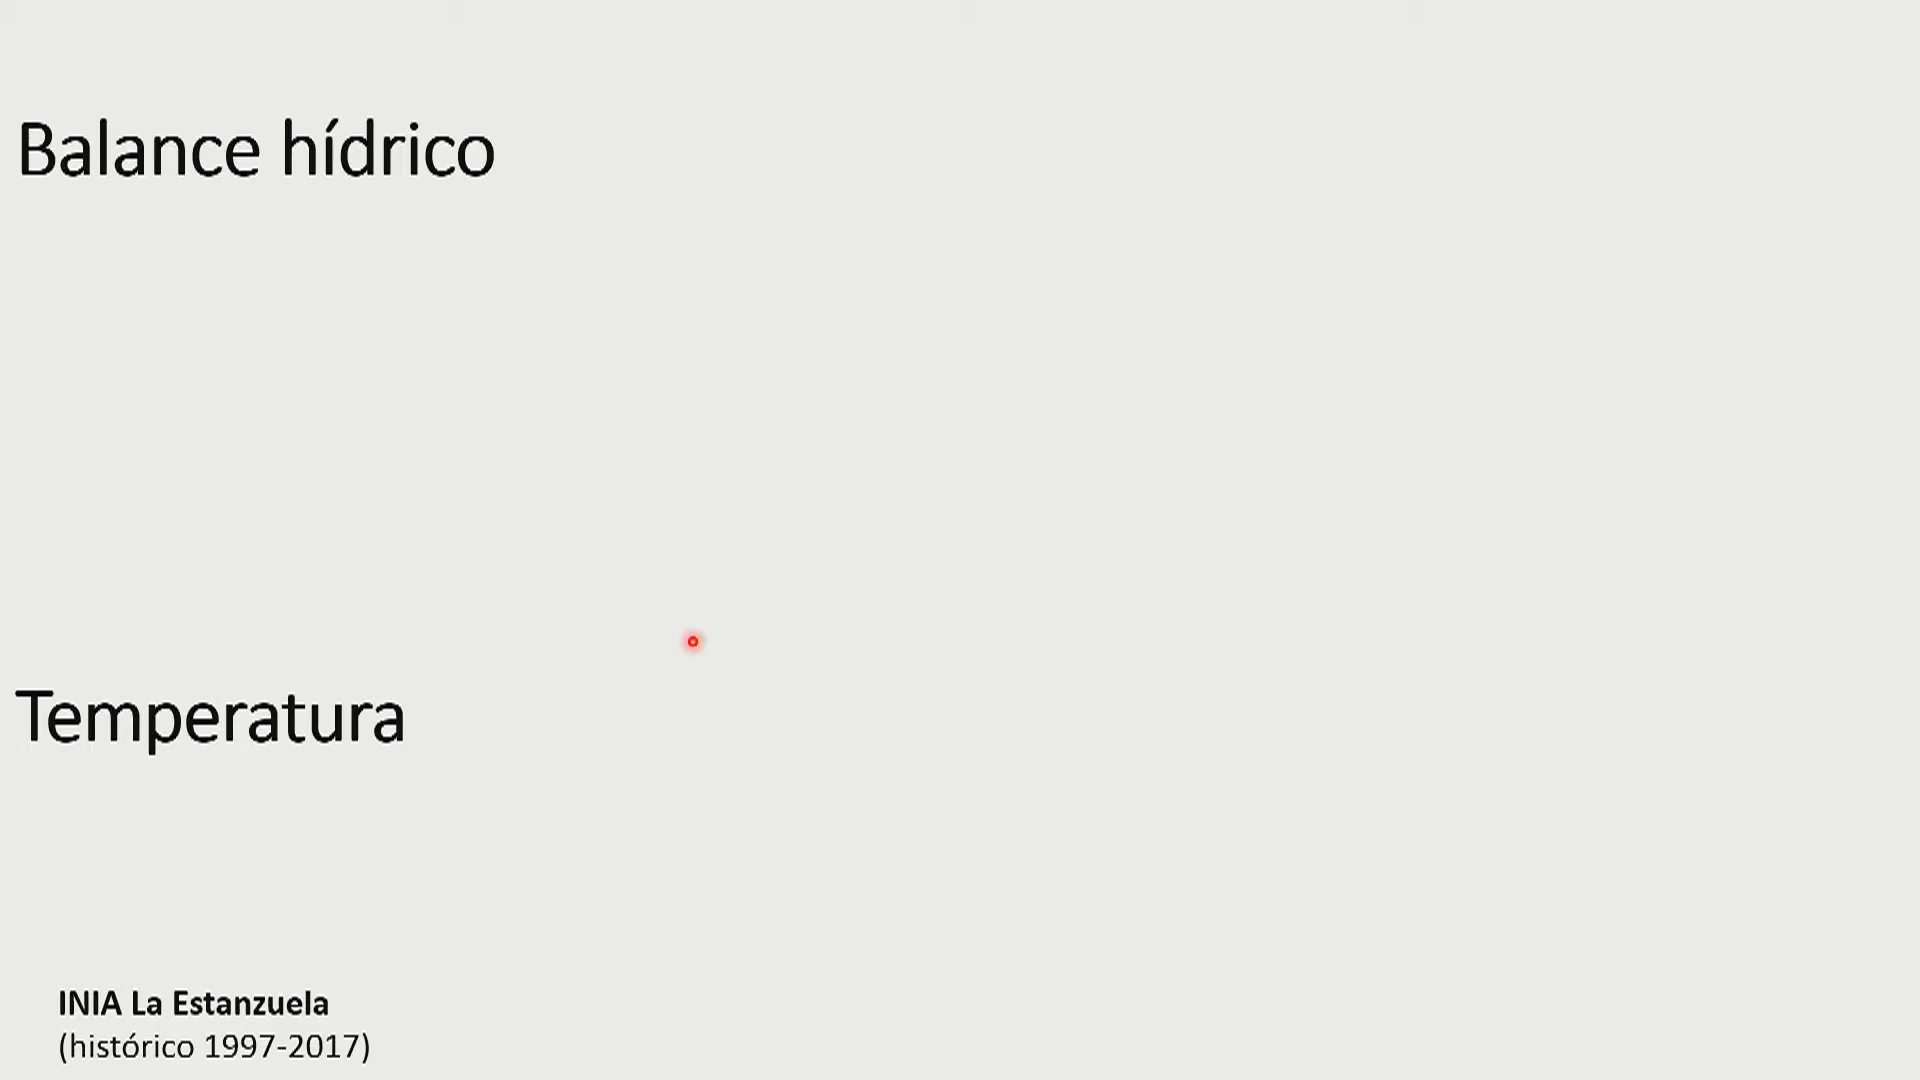 Balance hídrico
Temperatura
INIA La Estanzuela
(histórico 1997-2017)